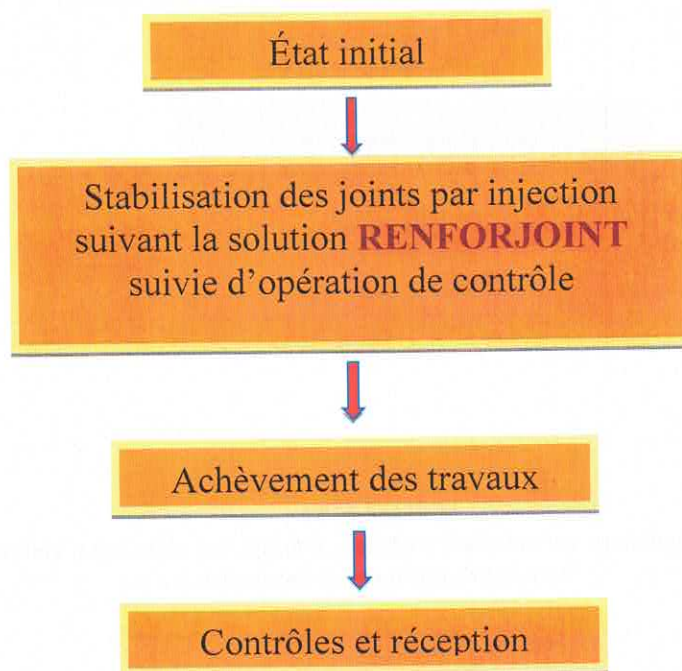 État initial
Stabilisation des joints par injection
suivant la solution RENFORJOINT
suivie d’opération de contrôle
Achèvement des travaux
Contrôles et réception